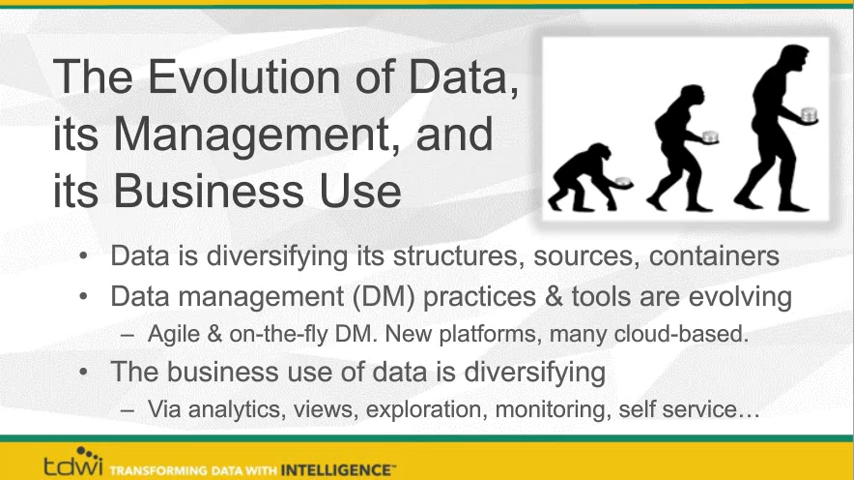 The Evolution of Data,
its Management, and
its Business Use
• Data is diversifying its structures, sources, containers
• Data management (DM) practices & tools are evolving
– Agile & on-the-fly DM. New platforms, many cloud-based.
• The business use of data is diversifying
– Via analytics, views, exploration, monitoring, self service…
tdwi TRANSFORMING DATA WITH INTELLIGENCE™